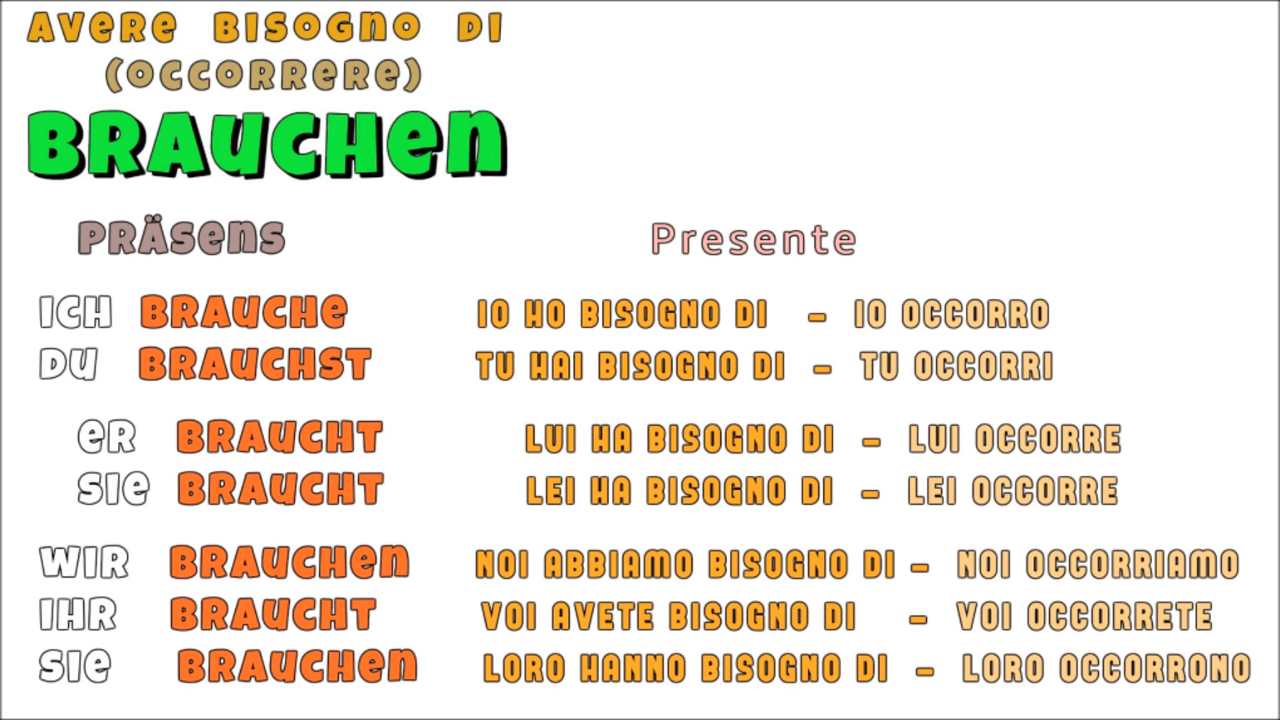 AVERE BISOGNO DI
(OCCORRERE)
BRAUCHEN
PRÄSENS Presente
ICH BRAUCHE IO HO BISOGNO DI - IO OCCORRO
DU BRAUCHST TU HAI BISOGNO DI - TU OCCORRI
ER BRAUCHT LUI HA BISOGNO DI - LUI OCCORRE
SIE BRAUCHT LEI HA BISOGNO DI - LEI OCCORRE
WIR BRAUCHEN NOI ABBIAMO BISOGNO DI - NOI OCCORRIAMO
IHR BRAUCHT VOI AVETE BISOGNO DI - VOI OCCORRETE
SIE BRAUCHEN LORO HANNO BISOGNO DI - LORO OCCORRONO